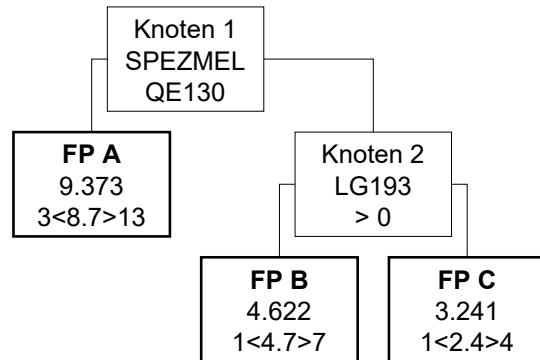 Knoten 1
SPEZMEL
QE130
FP A
9.373
3<8.7>13
Knoten 2
LG193
> 0
FP B
4.622
1<4.7>7
FP C
3.241
1<2.4>4